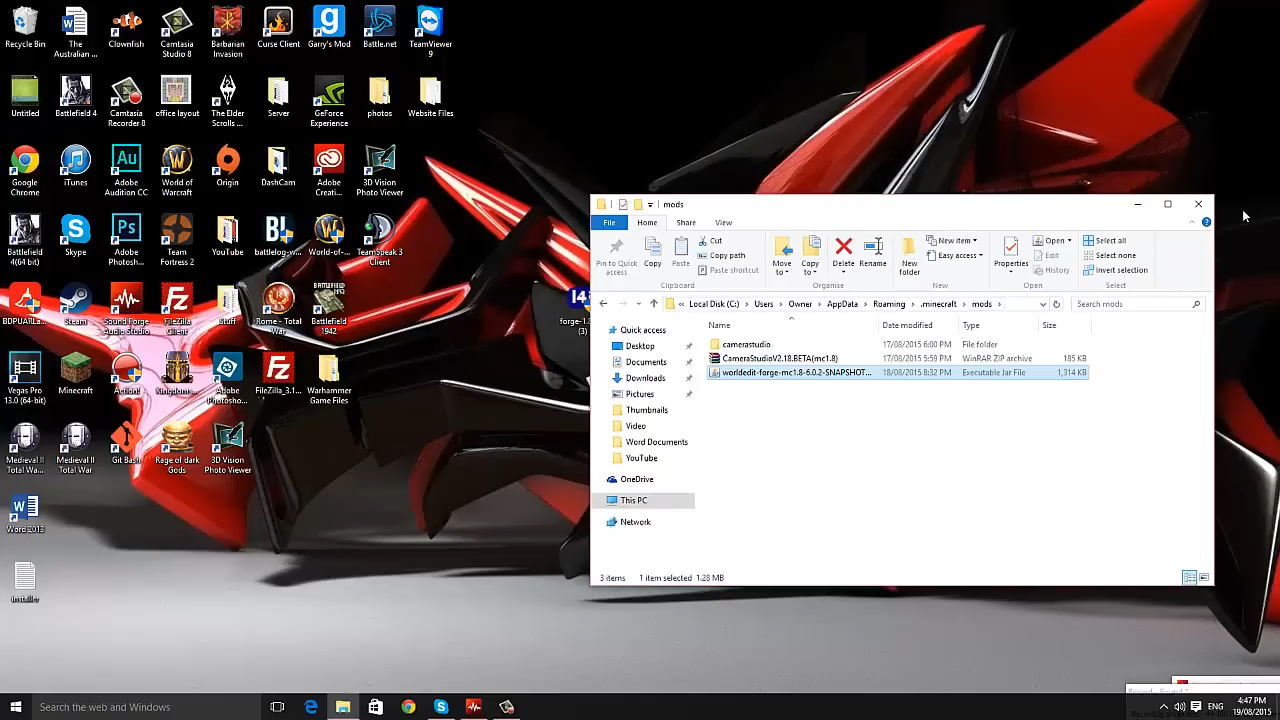 Recycle Bin
The Australian ...
Clownfish
Camtasia Studio 8
Barbarian Invasion
Curse Client
Garry's Mod
Battle.net
TeamViewer 9
Untitled
Battlefield 4
Camtasia Recorder 8
office layout
The Elder Scrolls ...
Server
GeForce Experience
photos
Website Files
Google Chrome
iTunes
Adobe Audition CC
World of Warcraft
Origin
DashCam
Adobe Creati...
3D Vision Photo Viewer
Battlefield 4(64 bit)
Skype
Adobe Photosh...
Team Fortress 2
YouTube
battlelog-w...
World-of-...
TeamSpeak 3 Client
BDPUARLa...
Steam
Sound Forge Audio Studio
FileZilla Client
Stuff
Rome - Total War
Battlefield 1942
forge-1.8
(3)
Vegas Pro 13.0 (64-bit)
Minecraft
Action!
Kingdoms
Adobe Photosh...
FileZilla_3.1...
Warhammer Game Files
Medieval II Total Wa...
Medieval II Total War
Git Bash
Rage of dark Gods
3D Vision Photo Viewer
Word 2013
installer
mods
File
Home
Share
View
Pin to Quick access
Copy
Paste
Cut
Copy path
Paste shortcut
Clipboard
Move to
Copy to
Delete
Rename
Organise
New folder
New item
Easy access
New
Properties
Open
Edit
History
Open
Select all
Select none
Invert selection
Select
« Local Disk (C:) > Users > Owner > AppData > Roaming > .minecraft > mods >
Search mods
Name Date modified Type Size
camerastudio 17/08/2015 6:00 PM File folder
CameraStudioV2.18.BETA(mc1.8) 17/08/2015 5:59 PM WinRAR ZIP archive 185 KB
worldedit-forge-mc1.8-6.0.2-SNAPSHOT... 18/08/2015 8:32 PM Executable Jar File 1,314 KB
Quick access
Desktop
Documents
Downloads
Pictures
Thumbnails
Video
Word Documents
YouTube
OneDrive
This PC
Network
3 items 1 item selected 1.28 MB
Search the web and Windows
ENG
4:47 PM
19/08/2015